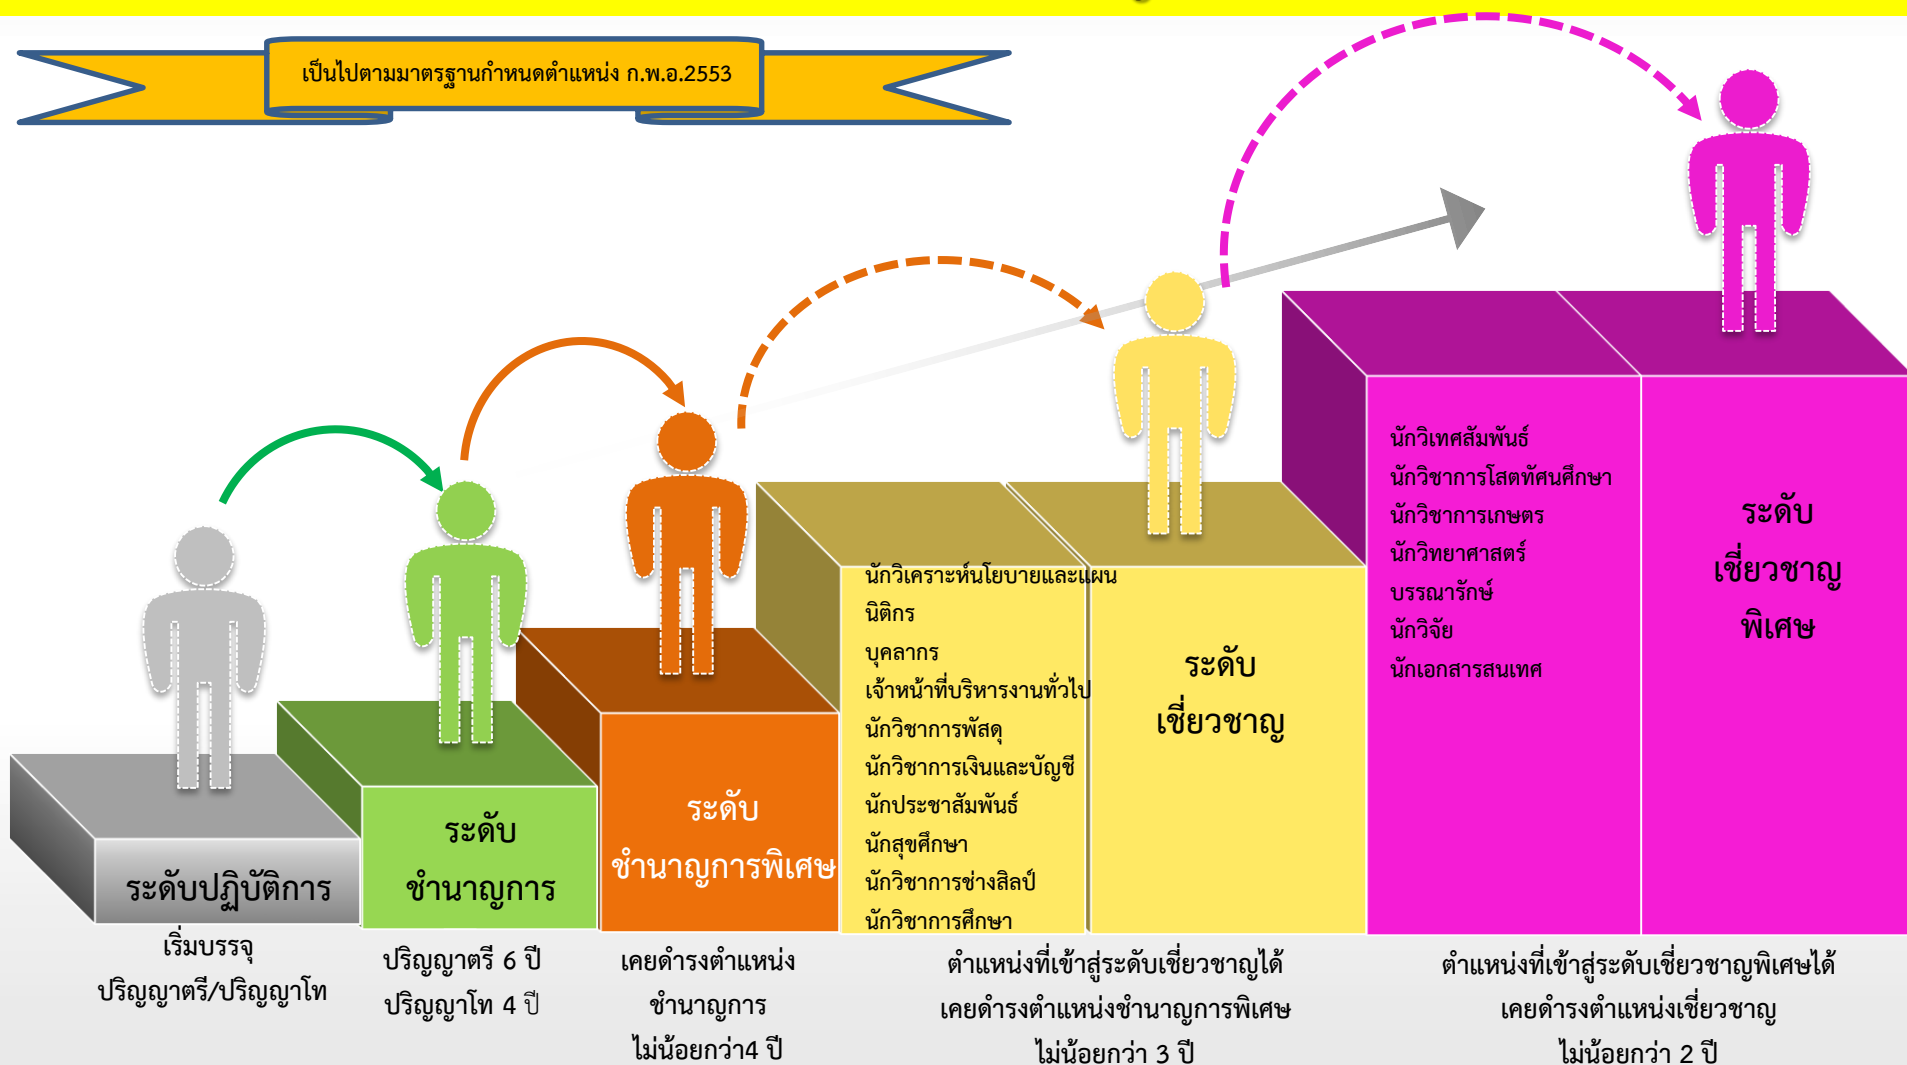 เป็นไปตามมาตรฐานกำหนดตำแหน่ง ก.พ.อ.2553
ระดับปฏิบัติการ
เริ่มบรรจุ
ปริญญาตรี/ปริญญาโท
ระดับ
ชำนาญการ
ปริญญาตรี 6 ปี
ปริญญาโท 4 ปี
ระดับ
ชำนาญการพิเศษ
เคยดำรงตำแหน่ง
ชำนาญการ
ไม่น้อยกว่า4 ปี
นักวิเคราะห์นโยบายและแผน
นิติกร
บุคลากร
เจ้าหน้าที่บริหารงานทั่วไป
นักวิชาการพัสดุ
นักวิชาการเงินและบัญชี
นักประชาสัมพันธ์
นักสุขศึกษา
นักวิชาการช่างสิลป์
นักวิชาการศึกษา
ระดับ
เชี่ยวชาญ
ตำแหน่งที่เข้าสู่ระดับเชี่ยวชาญได้
เคยดำรงตำแหน่งชำนาญการพิเศษ
ไม่น้อยกว่า 3 ปี
นักวิเทศสัมพันธ์
นักวิชาการโสตทัศนศึกษา
นักวิชาการเกษตร
นักวิทยาศาสตร์
บรรณารักษ์
นักวิจัย
นักเอกสารสนเทศ
ระดับ
เชี่ยวชาญ
พิเศษ
ตำแหน่งที่เข้าสู่ระดับเชี่ยวชาญพิเศษได้
เคยดำรงตำแหน่งเชี่ยวชาญ
ไม่น้อยกว่า 2 ปี